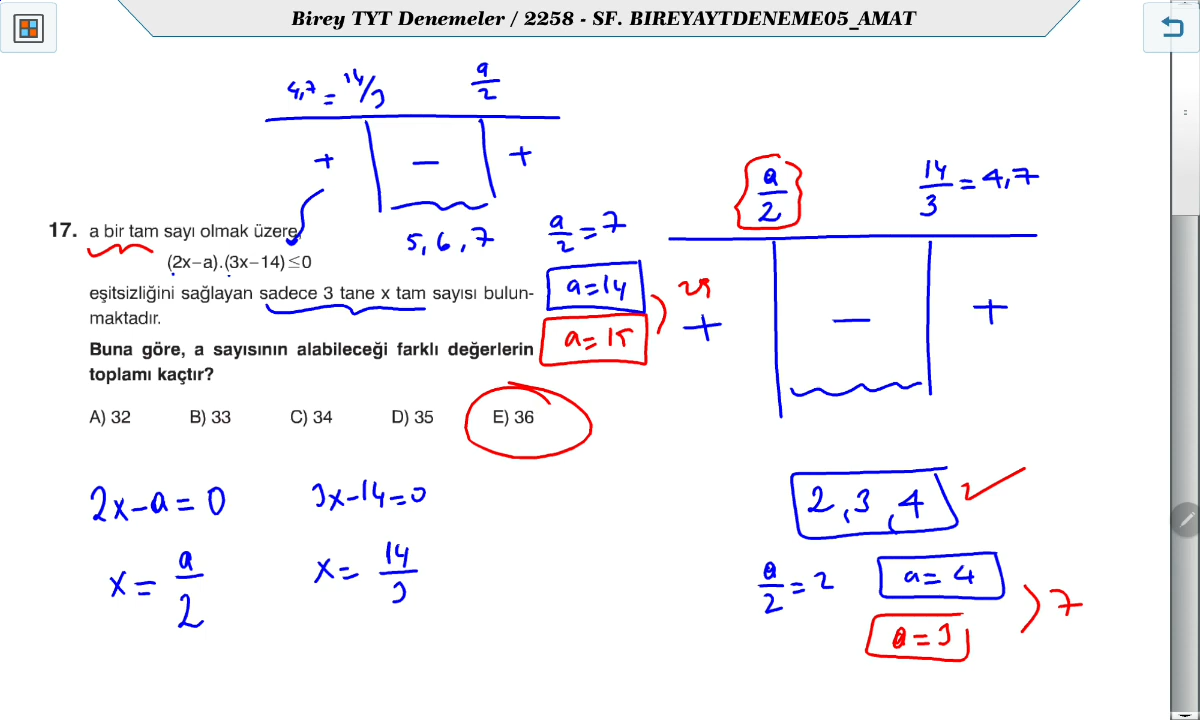 Birey TYT Denemeler / 2258 - SF. BIREYAYTDENEME05_AMAT
4,7 = 14/3
a/2
+ − +
5, 6, 7
a/2 = 7
a=14
a=15
29
a/2
14/3 = 4,7
+ − +
17. a bir tam sayı olmak üzere,
(2x−a).(3x−14)≤0
eşitsizliğini sağlayan sadece 3 tane x tam sayısı bulun-
maktadır.
Buna göre, a sayısının alabileceği farklı değerlerin
toplamı kaçtır?
A) 32 B) 33 C) 34 D) 35 E) 36
2x−a=0
3x−14=0
x= a/2
x= 14/3
2,3,4
a/2 = 2
a= 4
a=3
7